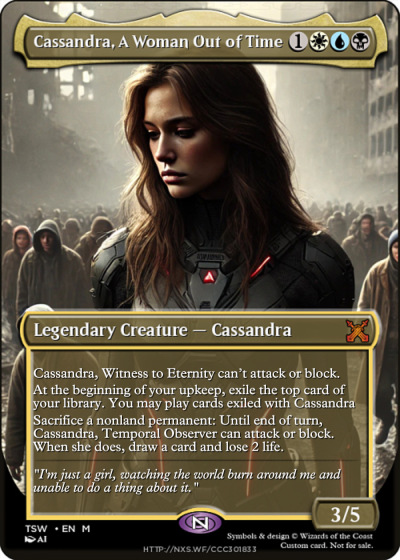 Cassandra, A Woman Out of Time 1
Legendary Creature — Cassandra
Cassandra, Witness to Eternity can't attack or block.
At the beginning of your upkeep, exile the top card of
your library. You may play cards exiled with Cassandra
Sacrifice a nonland permanent: Until end of turn,
Cassandra, Temporal Observer can attack or block.
When she does, draw a card and lose 2 life.
"I'm just a girl, watching the world burn around me and
unable to do a thing about it."
3/5
TSW • EN M
AI
Symbols & design © Wizards of the Coast
Custom card. Not for sale.
HTTP://NXS.WF/CCC301833